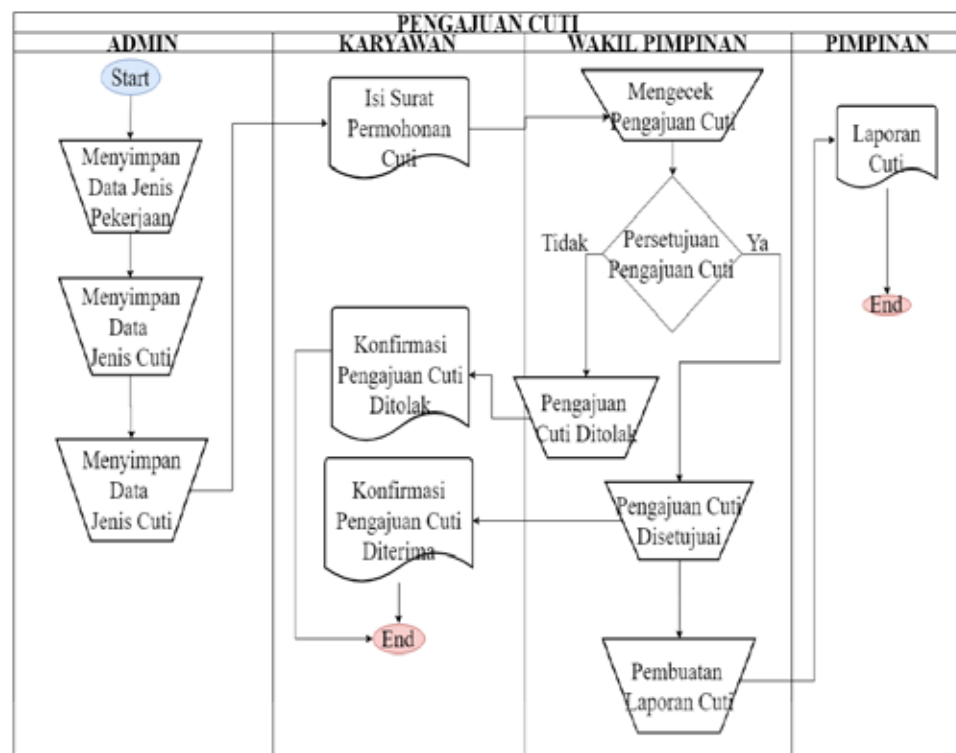 PENGAJUAN CUTI
ADMIN
KARYAWAN
WAKIL PIMPINAN
PIMPINAN
Start
Menyimpan
Data Jenis
Pekerjaan
Menyimpan
Data
Jenis Cuti
Menyimpan
Data
Jenis Cuti
Isi Surat
Permohonan
Cuti
Konfirmasi
Pengajuan Cuti
Ditolak
Konfirmasi
Pengajuan Cuti
Diterima
End
Mengecek
Pengajuan Cuti
Persetujuan
Pengajuan Cuti
Tidak
Ya
Pengajuan
Cuti Ditolak
Pengajuan Cuti
Disetujuai
Pembuatan
Laporan Cuti
Laporan
Cuti
End